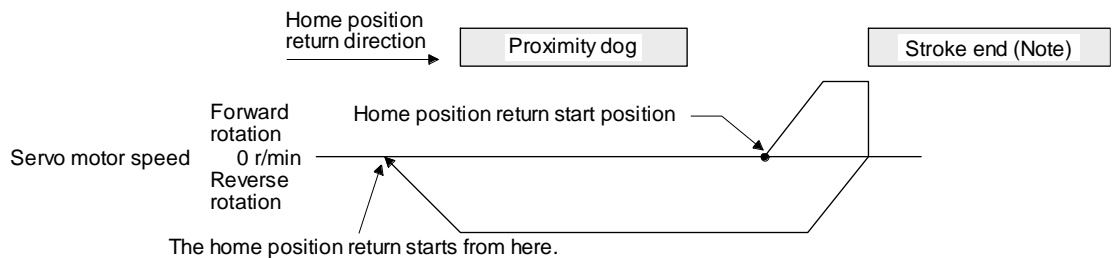 Home position
return direction
Proximity dog
Stroke end (Note)
Forward
rotation
Home position return start position
Servo motor speed
0 r/min
Reverse
rotation
The home position return starts from here.